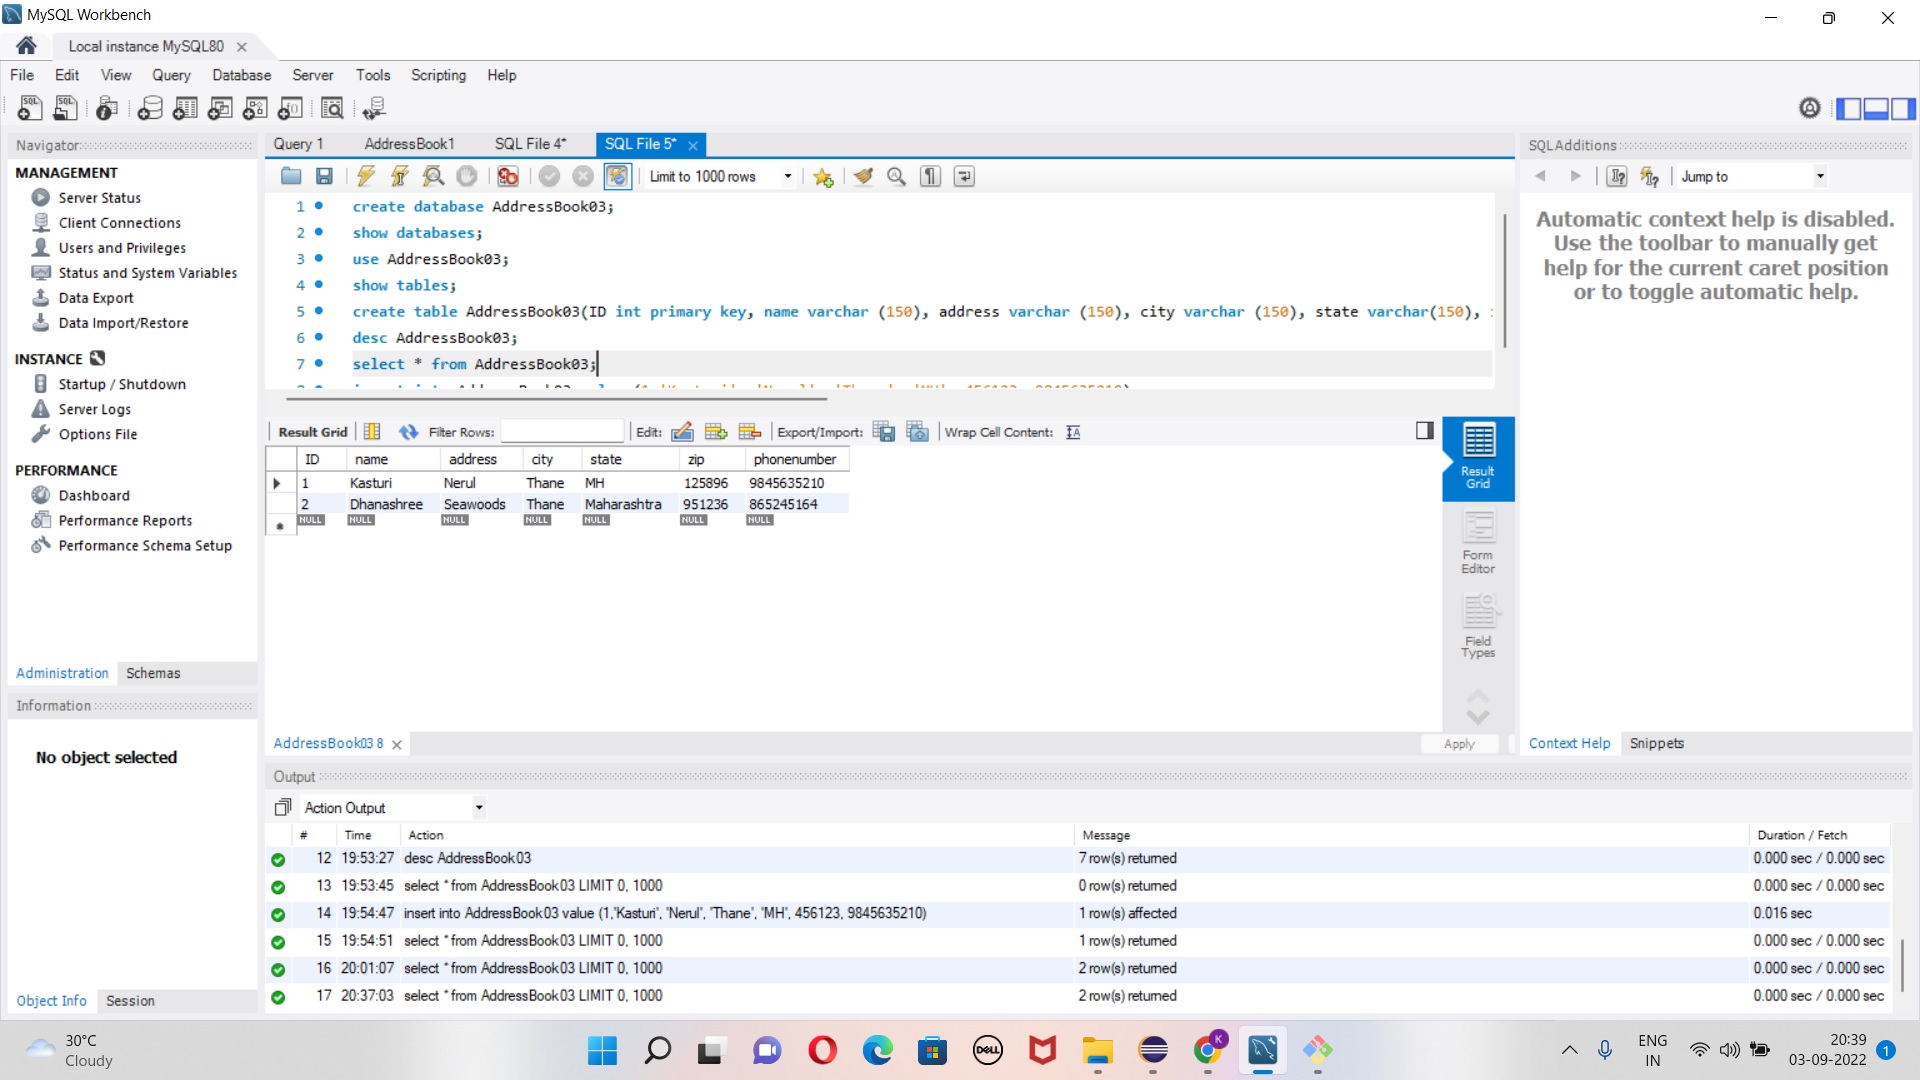 MySQL Workbench
Local instance MySQL80
File Edit View Query Database Server Tools Scripting Help
Navigator
MANAGEMENT
Server Status
Client Connections
Users and Privileges
Status and System Variables
Data Export
Data Import/Restore
INSTANCE
Startup / Shutdown
Server Logs
Options File
PERFORMANCE
Dashboard
Performance Reports
Performance Schema Setup
Administration Schemas
Information
No object selected
Object Info Session
Query 1 AddressBook1 SQL File 4* SQL File 5*
Limit to 1000 rows
1 create database AddressBook03;
2 show databases;
3 use AddressBook03;
4 show tables;
5 create table AddressBook03(ID int primary key, name varchar (150), address varchar (150), city varchar (150), state varchar(150),
6 desc AddressBook03;
7 select * from AddressBook03;
Result Grid Filter Rows: Edit: Export/Import: Wrap Cell Content:
ID name address city state zip phonenumber
1 Kasturi Nerul Thane MH 125896 9845635210
2 Dhanashree Seawoods Thane Maharashtra 951236 865245164
NULL NULL NULL NULL NULL NULL NULL
Result
Grid
Form
Editor
Field
Types
AddressBook03 8
Apply
SQLAdditions
Jump to
Automatic context help is disabled.
Use the toolbar to manually get
help for the current caret position
or to toggle automatic help.
Context Help Snippets
Output
Action Output
# Time Action Message Duration / Fetch
12 19:53:27 desc AddressBook03 7 row(s) returned 0.000 sec / 0.000 sec
13 19:53:45 select * from AddressBook03 LIMIT 0, 1000 0 row(s) returned 0.000 sec / 0.000 sec
14 19:54:47 insert into AddressBook03 value (1,'Kasturi', 'Nerul', 'Thane', 'MH', 456123, 9845635210) 1 row(s) affected 0.016 sec
15 19:54:51 select * from AddressBook03 LIMIT 0, 1000 1 row(s) returned 0.000 sec / 0.000 sec
16 20:01:07 select * from AddressBook03 LIMIT 0, 1000 2 row(s) returned 0.000 sec / 0.000 sec
17 20:37:03 select * from AddressBook03 LIMIT 0, 1000 2 row(s) returned 0.000 sec / 0.000 sec
30°C
Cloudy
DELL
K
ENG
IN
20:39
03-09-2022
1